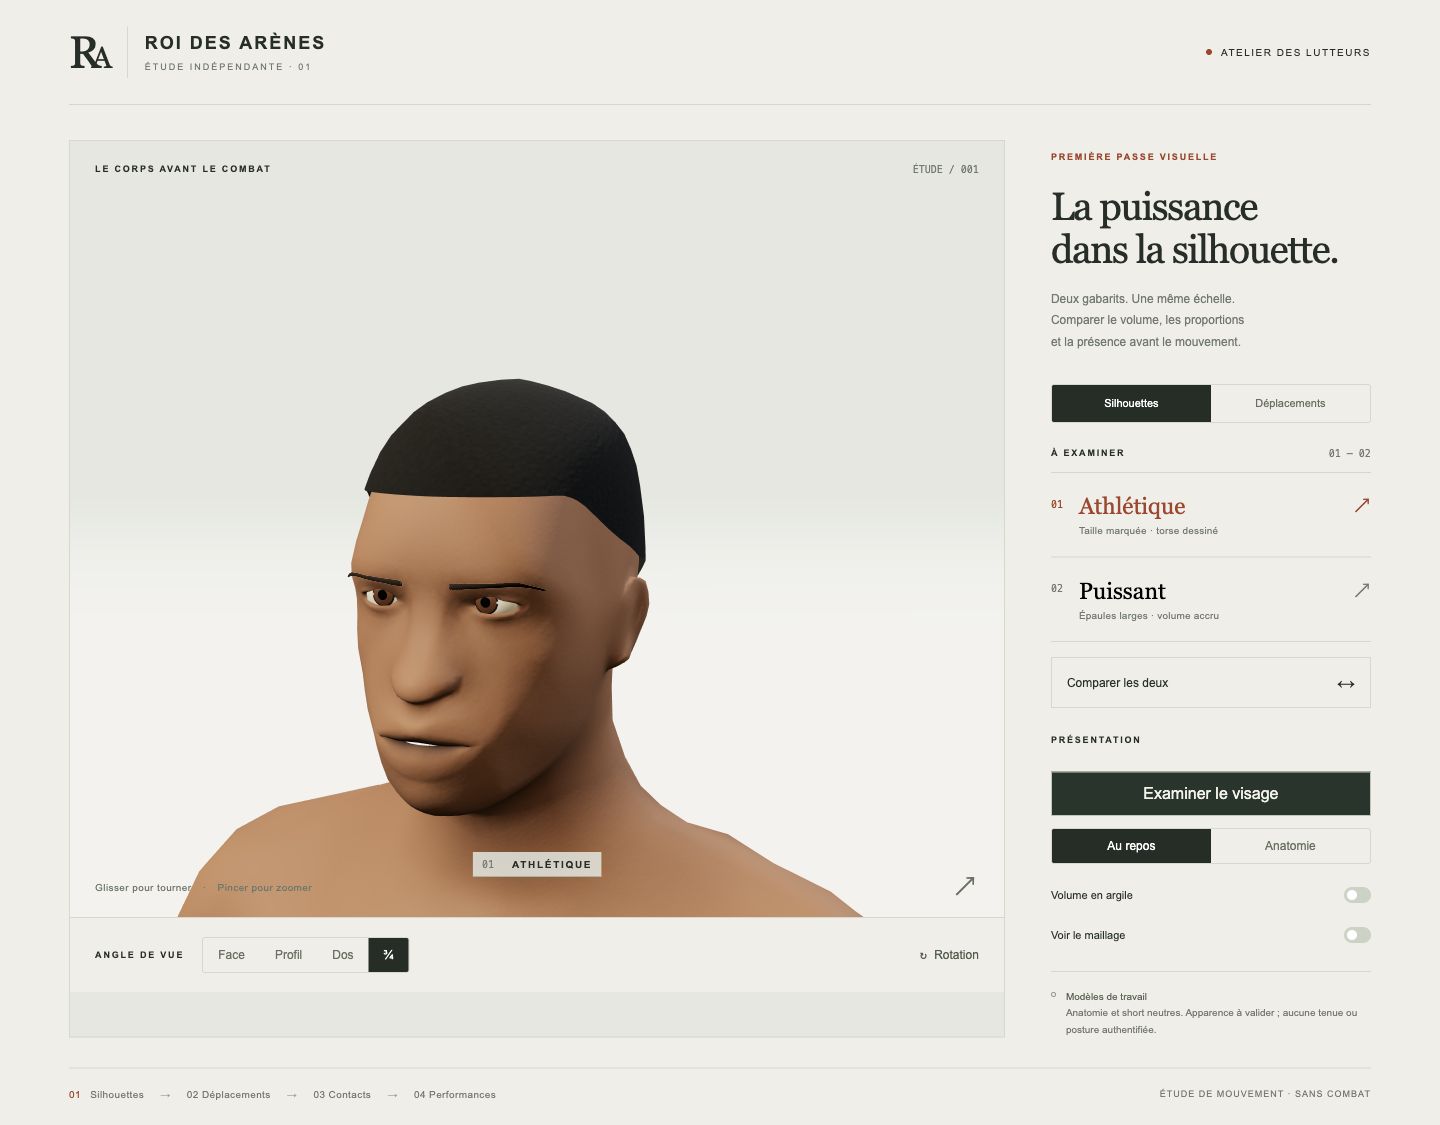 RA
ROI DES ARÈNES
ÉTUDE INDÉPENDANTE · 01
ATELIER DES LUTTEURS
LE CORPS AVANT LE COMBAT
ÉTUDE / 001
01 ATHLÉTIQUE
Glisser pour tourner · Pincer pour zoomer
ANGLE DE VUE
Face
Profil
Dos
¾
↻ Rotation
PREMIÈRE PASSE VISUELLE
La puissance
dans la silhouette.
Deux gabarits. Une même échelle.
Comparer le volume, les proportions
et la présence avant le mouvement.
Silhouettes
Déplacements
À EXAMINER
01 — 02
01 Athlétique ↗
Taille marquée · torse dessiné
02 Puissant ↗
Épaules larges · volume accru
Comparer les deux ↔
PRÉSENTATION
Examiner le visage
Au repos
Anatomie
Volume en argile
Voir le maillage
Modèles de travail
Anatomie et short neutres. Apparence à valider ; aucune tenue ou
posture authentifiée.
01 Silhouettes → 02 Déplacements → 03 Contacts → 04 Performances
ÉTUDE DE MOUVEMENT · SANS COMBAT